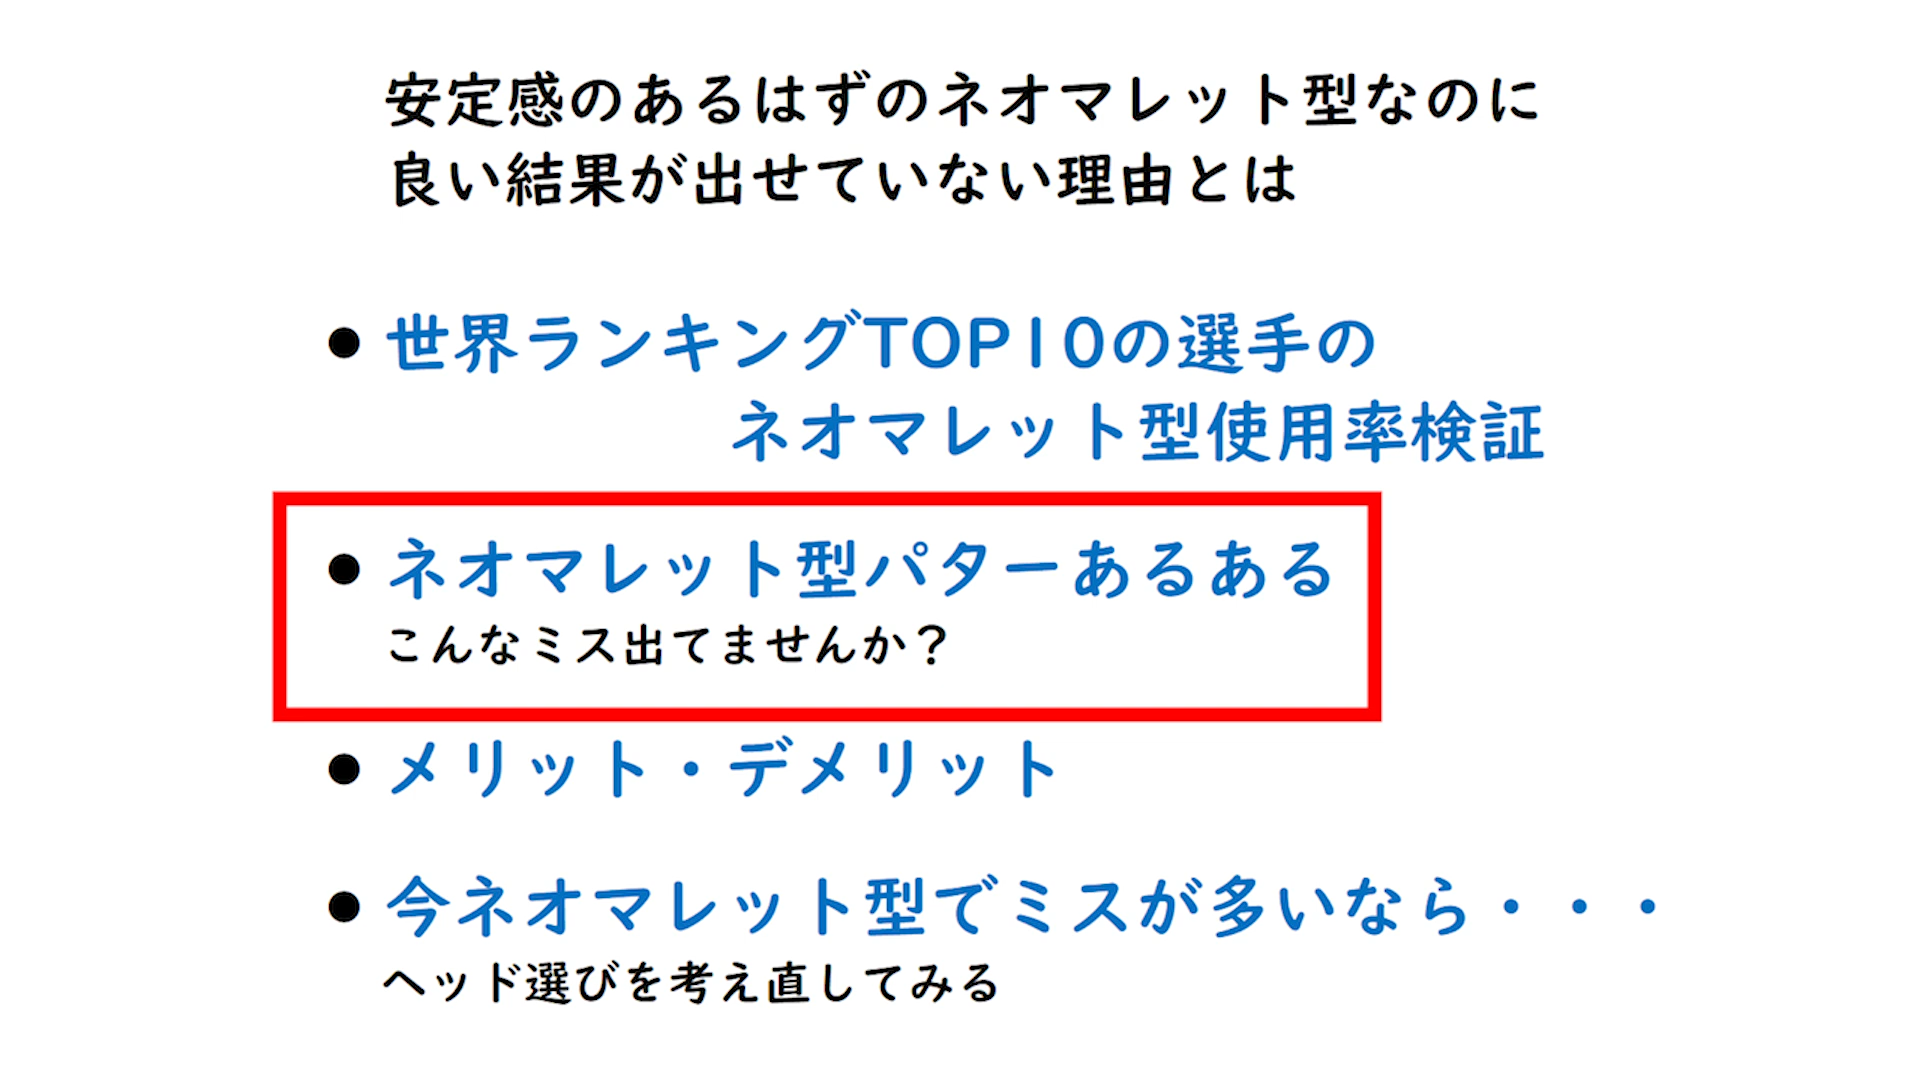 安定感のあるはずのネオマレット型なのに
良い結果が出せていない理由とは
● 世界ランキングTOP10の選手の
ネオマレット型使用率検証
● ネオマレット型パターあるある
こんなミス出てませんか？
● メリット・デメリット
● 今ネオマレット型でミスが多いなら・・・
ヘッド選びを考え直してみる